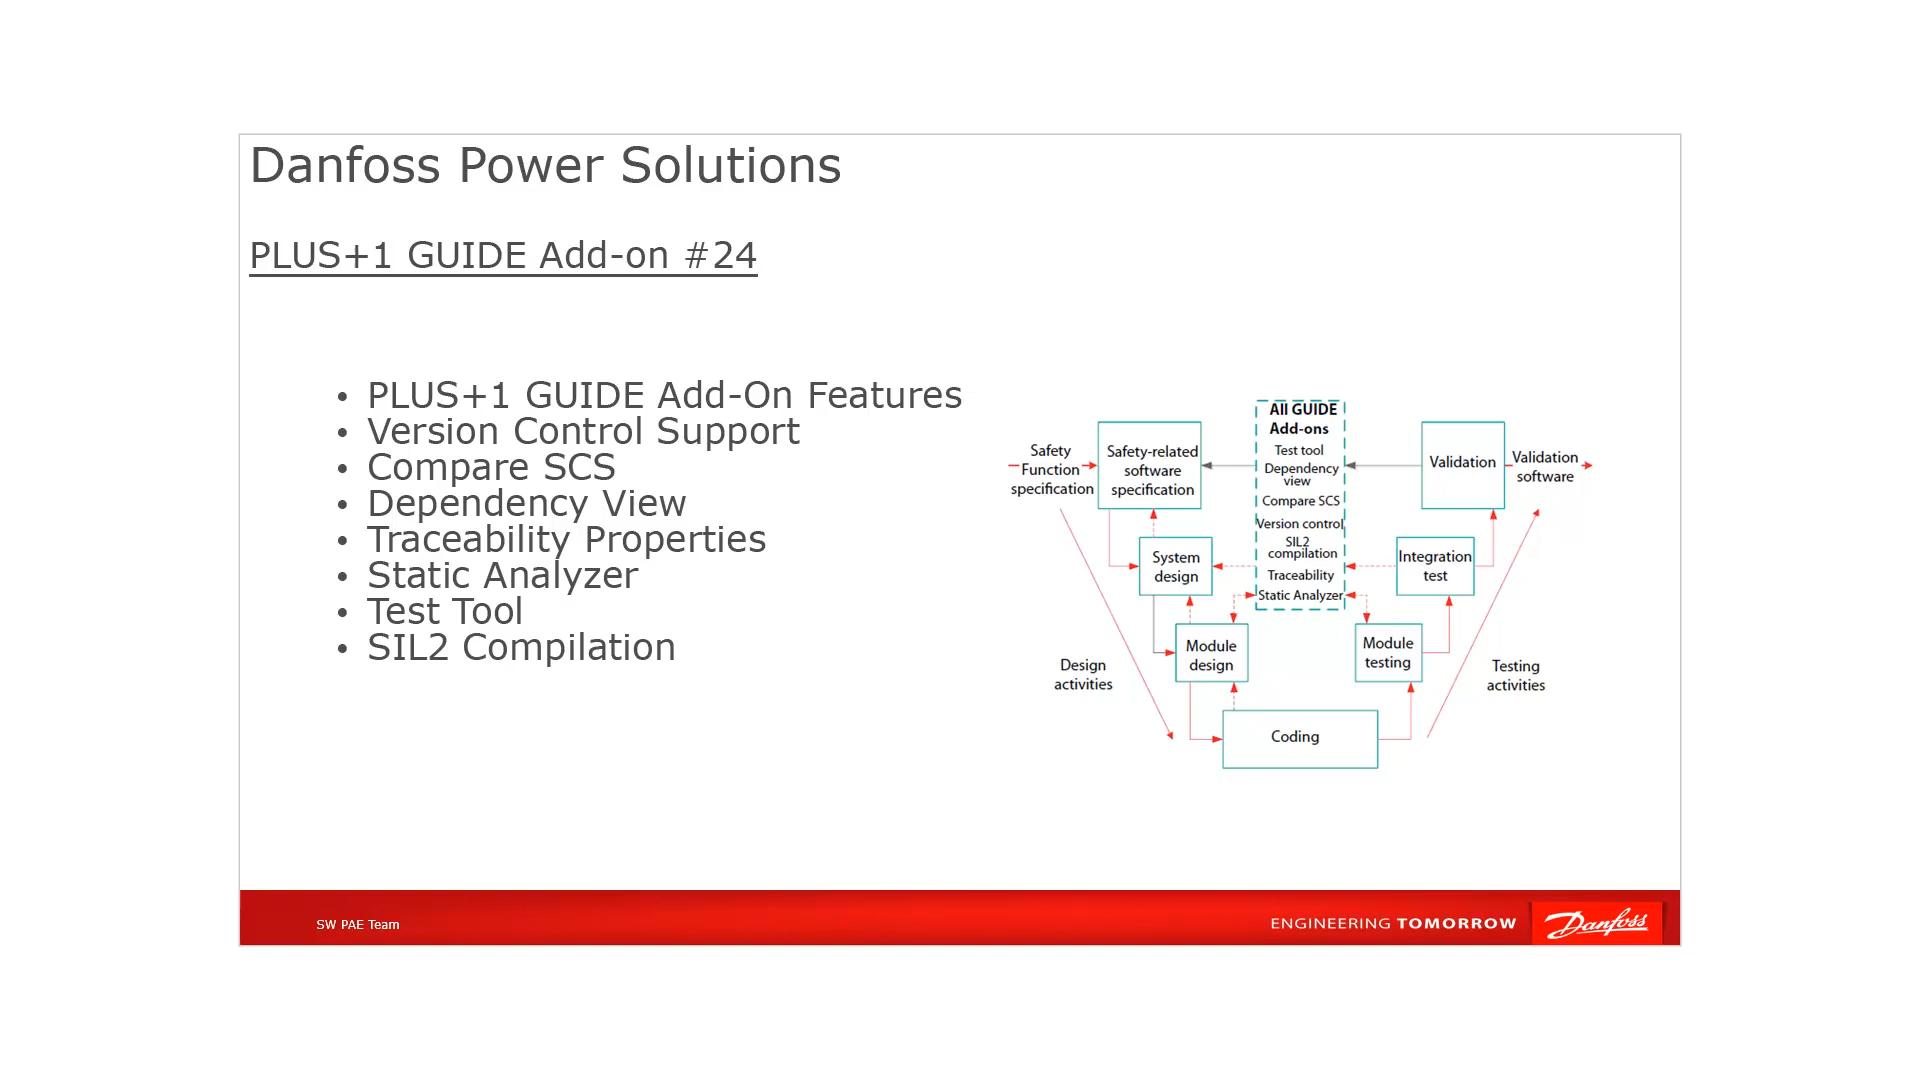 Danfoss Power Solutions
PLUS+1 GUIDE Add-on #24
• PLUS+1 GUIDE Add-On Features
• Version Control Support
• Compare SCS
• Dependency View
• Traceability Properties
• Static Analyzer
• Test Tool
• SIL2 Compilation
Safety
Function
specification
Safety-related
software
specification
All GUIDE
Add-ons
Test tool
Dependency
view
Compare SCS
Version control
SIL2
compilation
Traceability
Static Analyzer
Validation
Validation
software
System
design
Integration
test
Module
design
Module
testing
Design
activities
Testing
activities
Coding
SW PAE Team
ENGINEERING TOMORROW
Danfoss